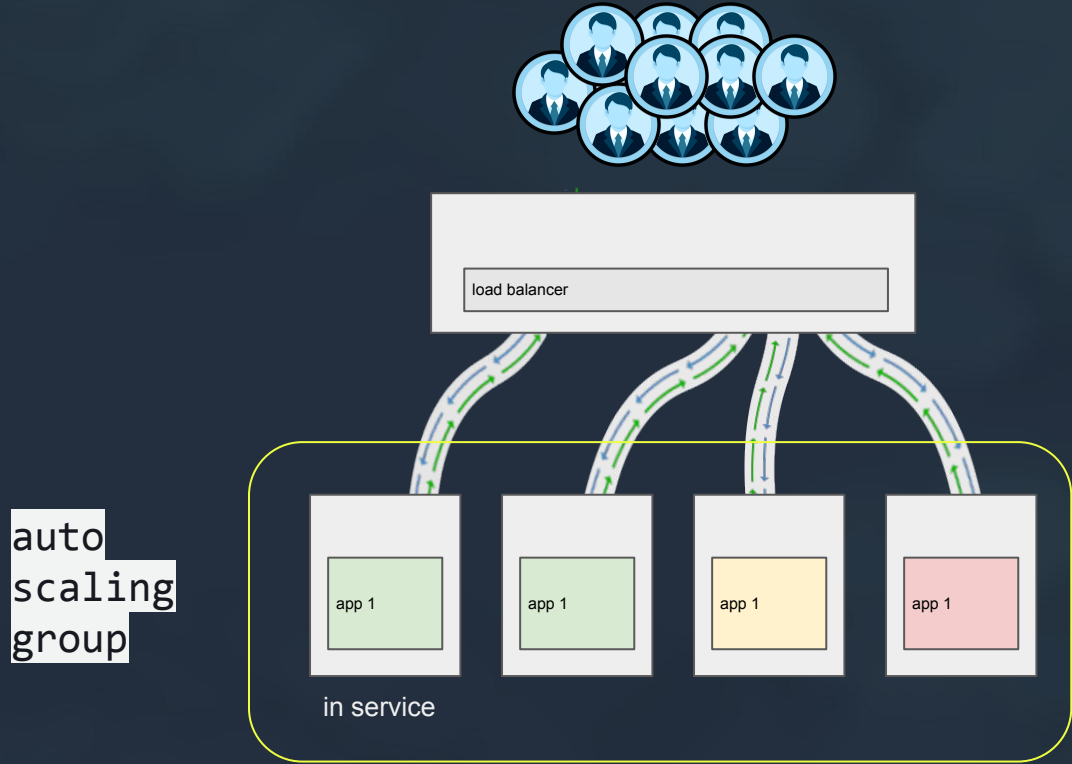 load balancer
auto
scaling
group
app 1
app 1
app 1
app 1
in service